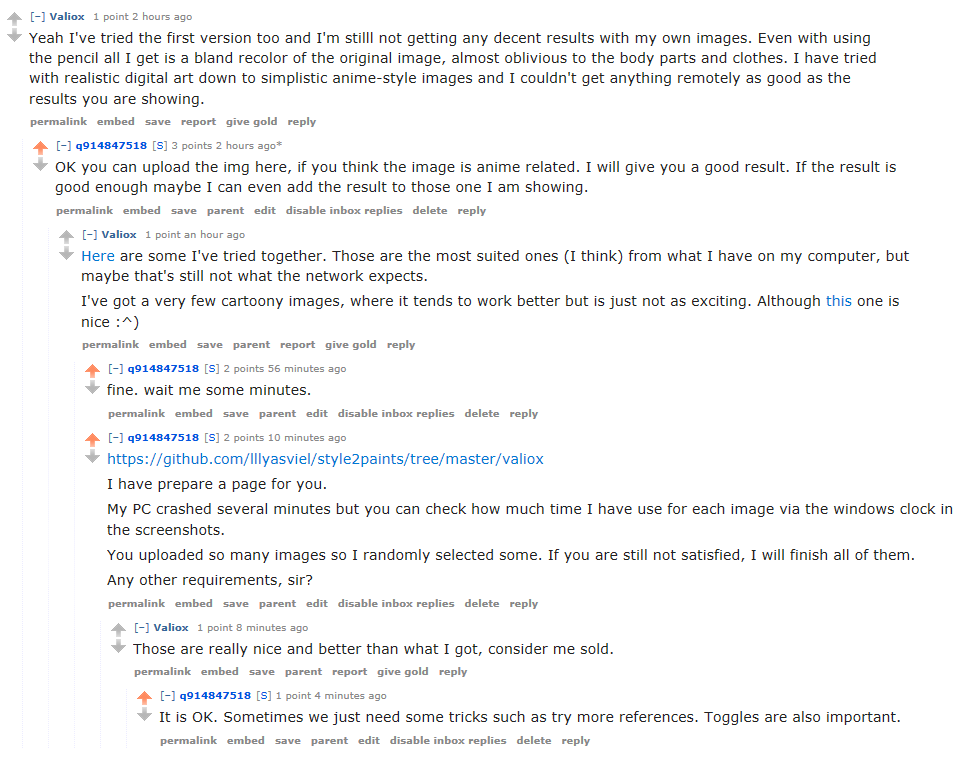 [–] Valiox 1 point 2 hours ago
Yeah I've tried the first version too and I'm stilll not getting any decent results with my own images. Even with using
the pencil all I get is a bland recolor of the original image, almost oblivious to the body parts and clothes. I have tried
with realistic digital art down to simplistic anime-style images and I couldn't get anything remotely as good as the
results you are showing.
permalink embed save report give gold reply
[–] q914847518 [S] 3 points 2 hours ago*
OK you can upload the img here, if you think the image is anime related. I will give you a good result. If the result is
good enough maybe I can even add the result to those one I am showing.
permalink embed save parent edit disable inbox replies delete reply
[–] Valiox 1 point an hour ago
Here are some I've tried together. Those are the most suited ones (I think) from what I have on my computer, but
maybe that's still not what the network expects.
I've got a very few cartoony images, where it tends to work better but is just not as exciting. Although this one is
nice :^)
permalink embed save parent report give gold reply
[–] q914847518 [S] 2 points 56 minutes ago
fine. wait me some minutes.
permalink embed save parent edit disable inbox replies delete reply
[–] q914847518 [S] 2 points 10 minutes ago
https://github.com/lllyasviel/style2paints/tree/master/valiox
I have prepare a page for you.
My PC crashed several minutes but you can check how much time I have use for each image via the windows clock in
the screenshots.
You uploaded so many images so I randomly selected some. If you are still not satisfied, I will finish all of them.
Any other requirements, sir?
permalink embed save parent edit disable inbox replies delete reply
[–] Valiox 1 point 8 minutes ago
Those are really nice and better than what I got, consider me sold.
permalink embed save parent report give gold reply
[–] q914847518 [S] 1 point 4 minutes ago
It is OK. Sometimes we just need some tricks such as try more references. Toggles are also important.
permalink embed save parent edit disable inbox replies delete reply